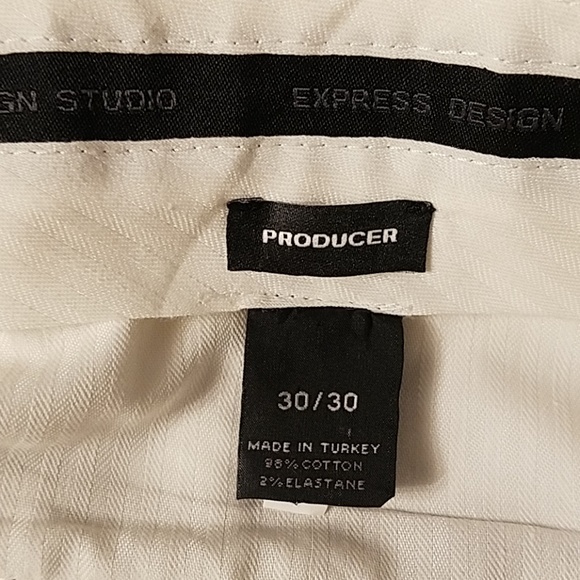 GN STUDIO EXPRESS DESIGN
PRODUCER
30/30
MADE IN TURKEY
98% COTTON
2% ELASTANE